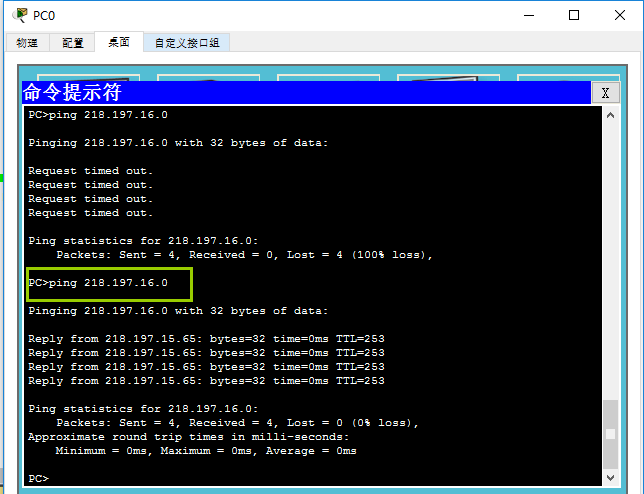 PC0
物理 配置 桌面 自定义接口组
命令提示符 X
PC>ping 218.197.16.0
Pinging 218.197.16.0 with 32 bytes of data:
Request timed out.
Request timed out.
Request timed out.
Request timed out.
Ping statistics for 218.197.16.0:
Packets: Sent = 4, Received = 0, Lost = 4 (100% loss),
PC>ping 218.197.16.0
Pinging 218.197.16.0 with 32 bytes of data:
Reply from 218.197.15.65: bytes=32 time=0ms TTL=253
Reply from 218.197.15.65: bytes=32 time=0ms TTL=253
Reply from 218.197.15.65: bytes=32 time=0ms TTL=253
Reply from 218.197.15.65: bytes=32 time=0ms TTL=253
Ping statistics for 218.197.16.0:
Packets: Sent = 4, Received = 4, Lost = 0 (0% loss),
Approximate round trip times in milli-seconds:
Minimum = 0ms, Maximum = 0ms, Average = 0ms
PC>